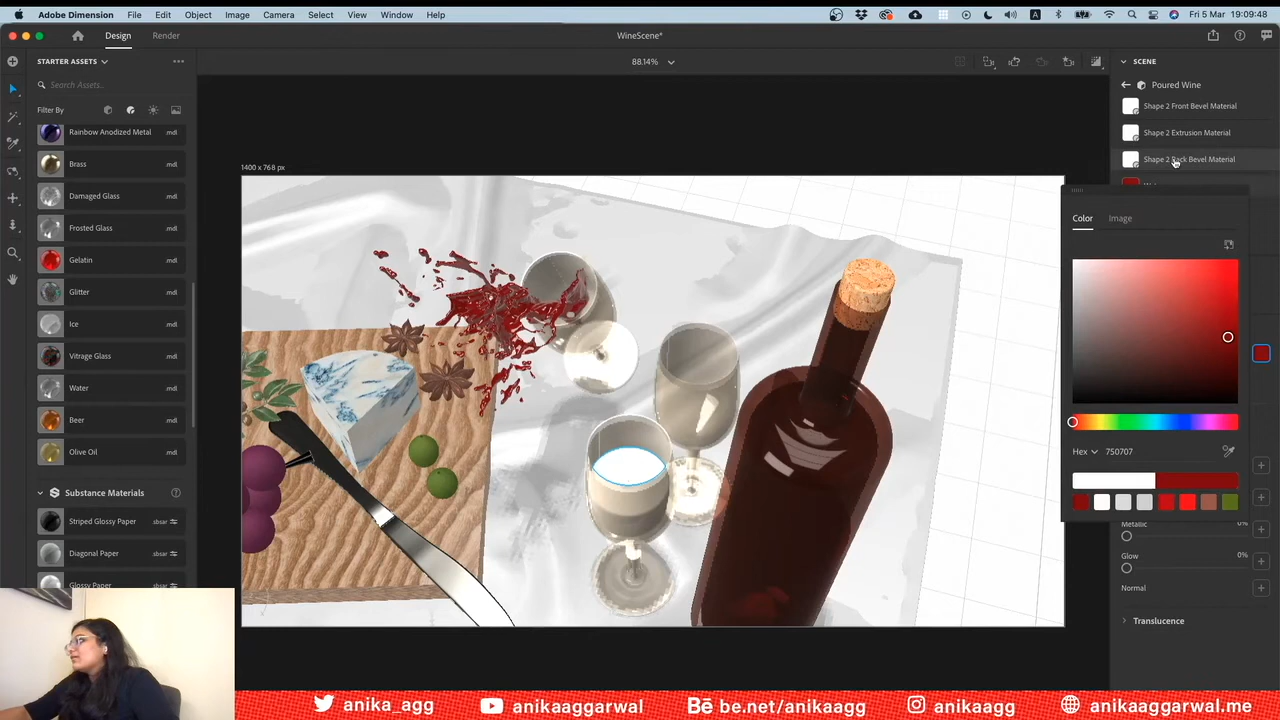 Adobe Dimension File Edit Object Image Camera Select View Window Help
Fri 5 Mar 19:09:48
Design Render
WineScene*
STARTER ASSETS
88.14%
SCENE
Search Assets...
Poured Wine
Filter By
Shape 2 Front Bevel Material
Rainbow Anodized Metal .mdl
Shape 2 Extrusion Material
Brass .mdl
Shape 2 Back Bevel Material
1400 x 768 px
Damaged Glass .mdl
Frosted Glass .mdl
Color Image
Gelatin .mdl
Glitter .mdl
Ice .mdl
Vitrage Glass .mdl
Water .mdl
Beer .mdl
Olive Oil .mdl
Hex 750707
Substance Materials
Striped Glossy Paper .sbsar
Metallic 0%
Diagonal Paper .sbsar
Glow 0%
Glossy Paper .sbsar
Normal
Translucence
anika_agg anikaaggarwal be.net/anikaagg anikaagg anikaaggarwal.me